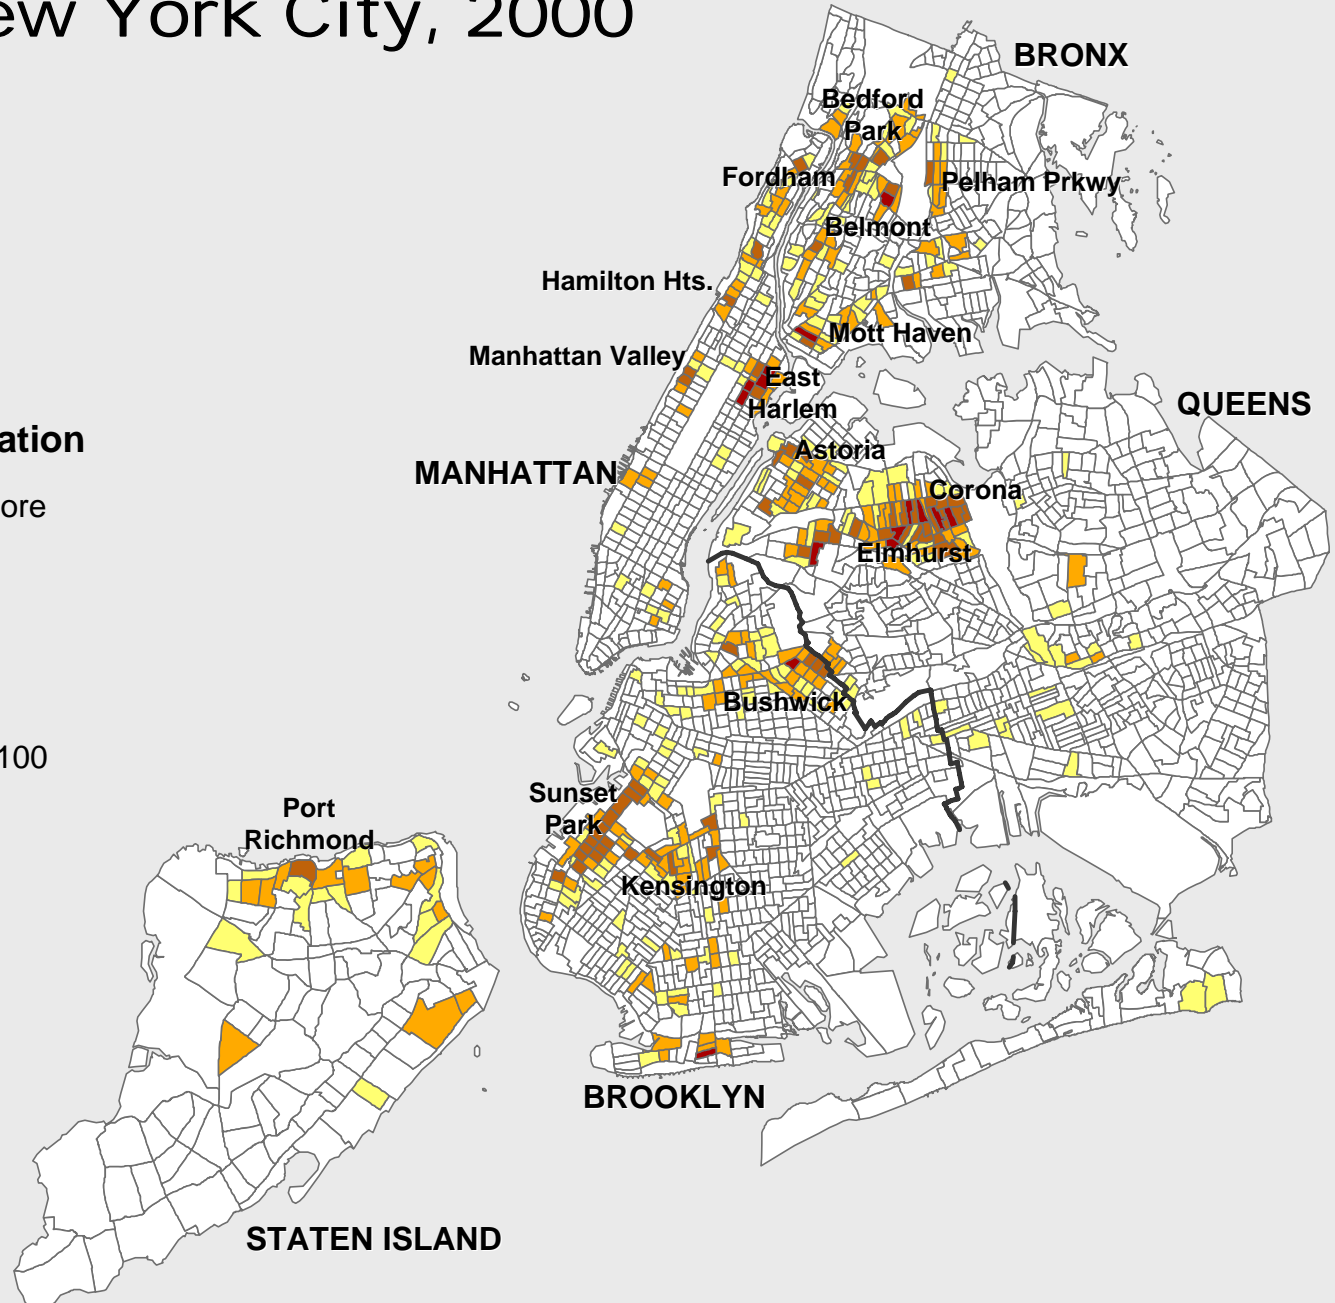 ew York City, 2000
BRONX
Bedford
Park
Fordham
Pelham Prkwy
Belmont
Hamilton Hts.
Mott Haven
Manhattan Valley
East
Harlem
QUEENS
ation
Astoria
MANHATTAN
Corona
ore
Elmhurst
Bushwick
100
Sunset
Park
Port
Richmond
Kensington
BROOKLYN
STATEN ISLAND